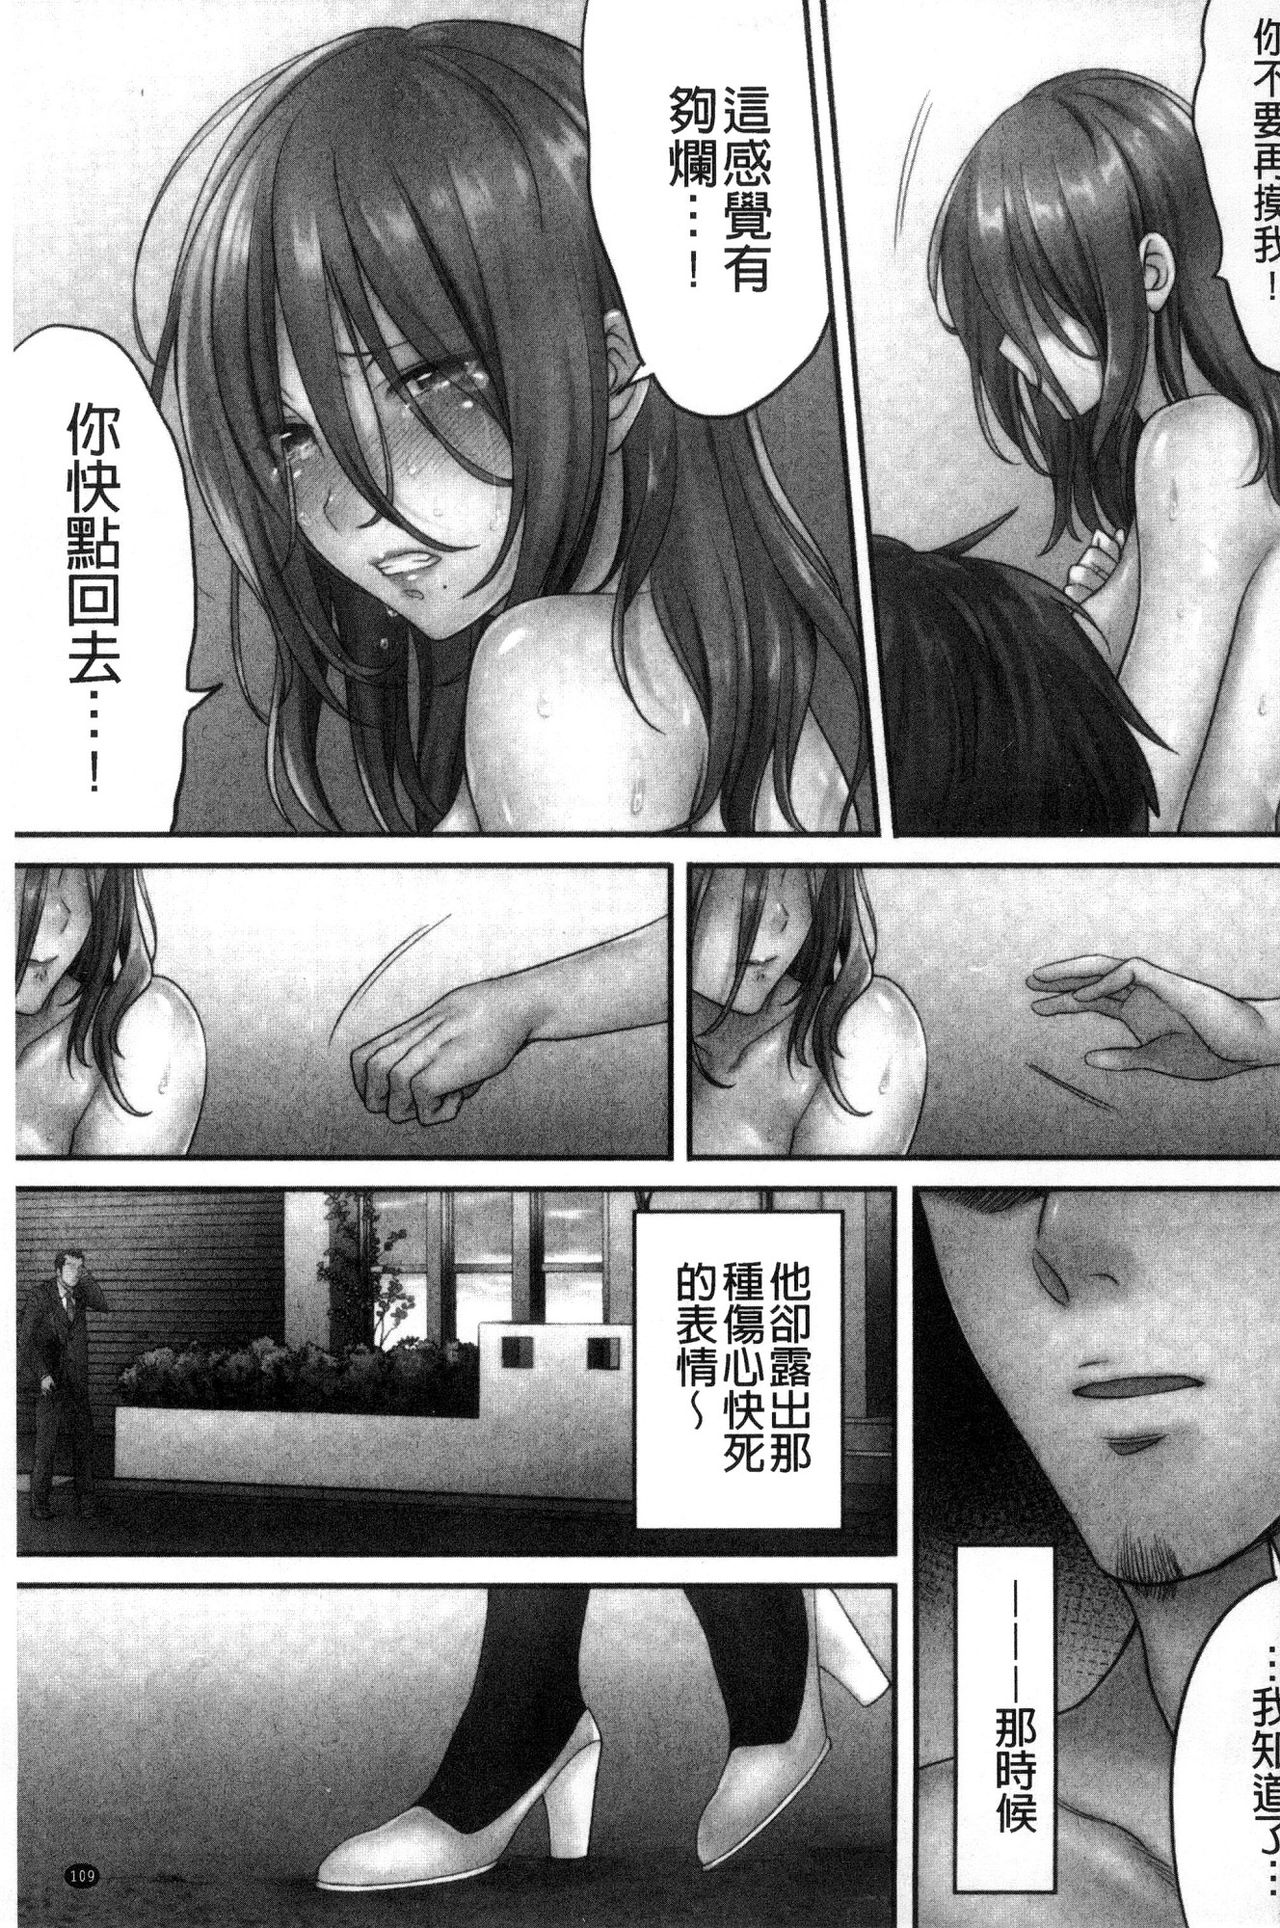 你不要再摸我！
這感覺有
夠爛…！
你快點回去…！
…我知道了…
———那時候
他卻露出那
種傷心快死
的表情～
109